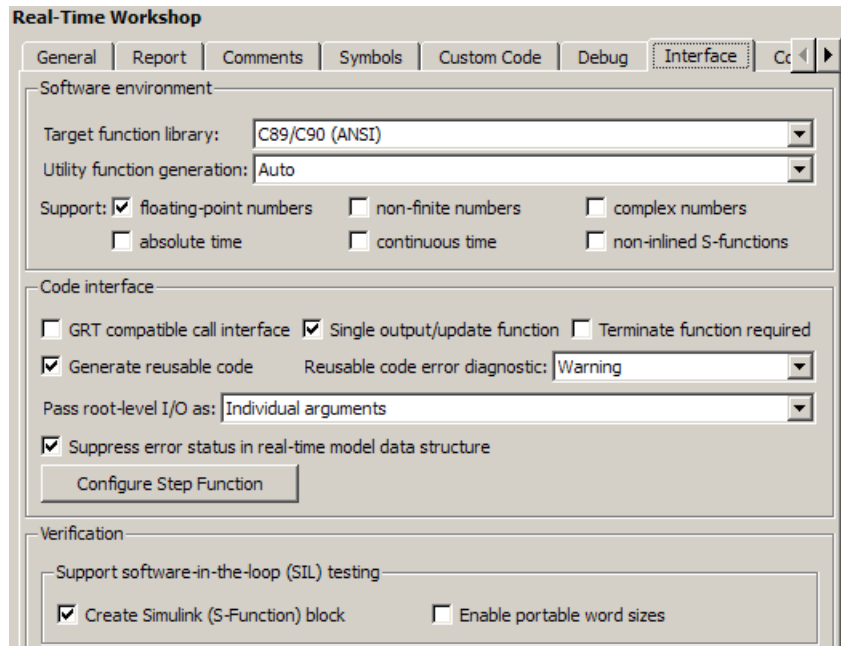 Real-Time Workshop
General Report Comments Symbols Custom Code Debug Interface
Software environment
Target function library: C89/C90 (ANSI)
Utility function generation: Auto
Support: floating-point numbers non-finite numbers complex numbers
absolute time continuous time non-inlined S-functions
Code interface
GRT compatible call interface Single output/update function Terminate function required
Generate reusable code Reusable code error diagnostic: Warning
Pass root-level I/O as: Individual arguments
Suppress error status in real-time model data structure
Configure Step Function
Verification
Support software-in-the-loop (SIL) testing
Create Simulink (S-Function) block Enable portable word sizes